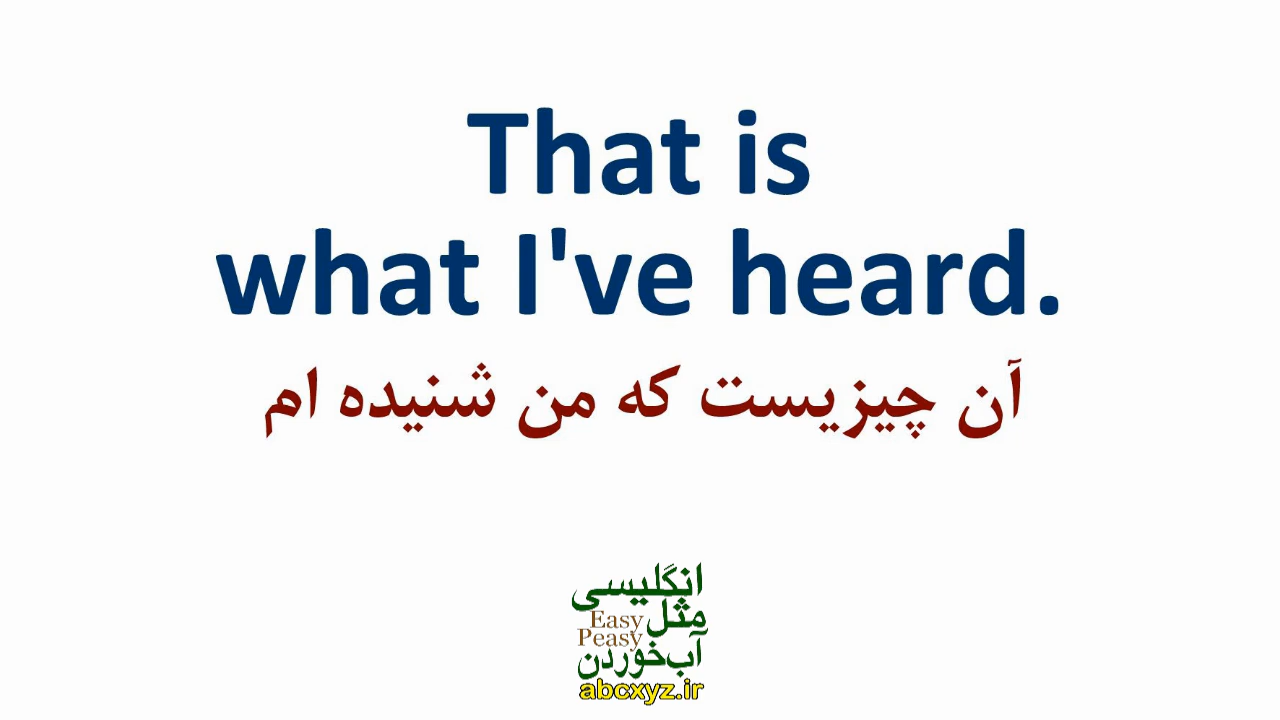 That is
what I've heard.
آن چیزیست که من شنیده ام
انگلیسی
مثل
Easy
Peasy
آب‌خوردن
abcxyz.ir